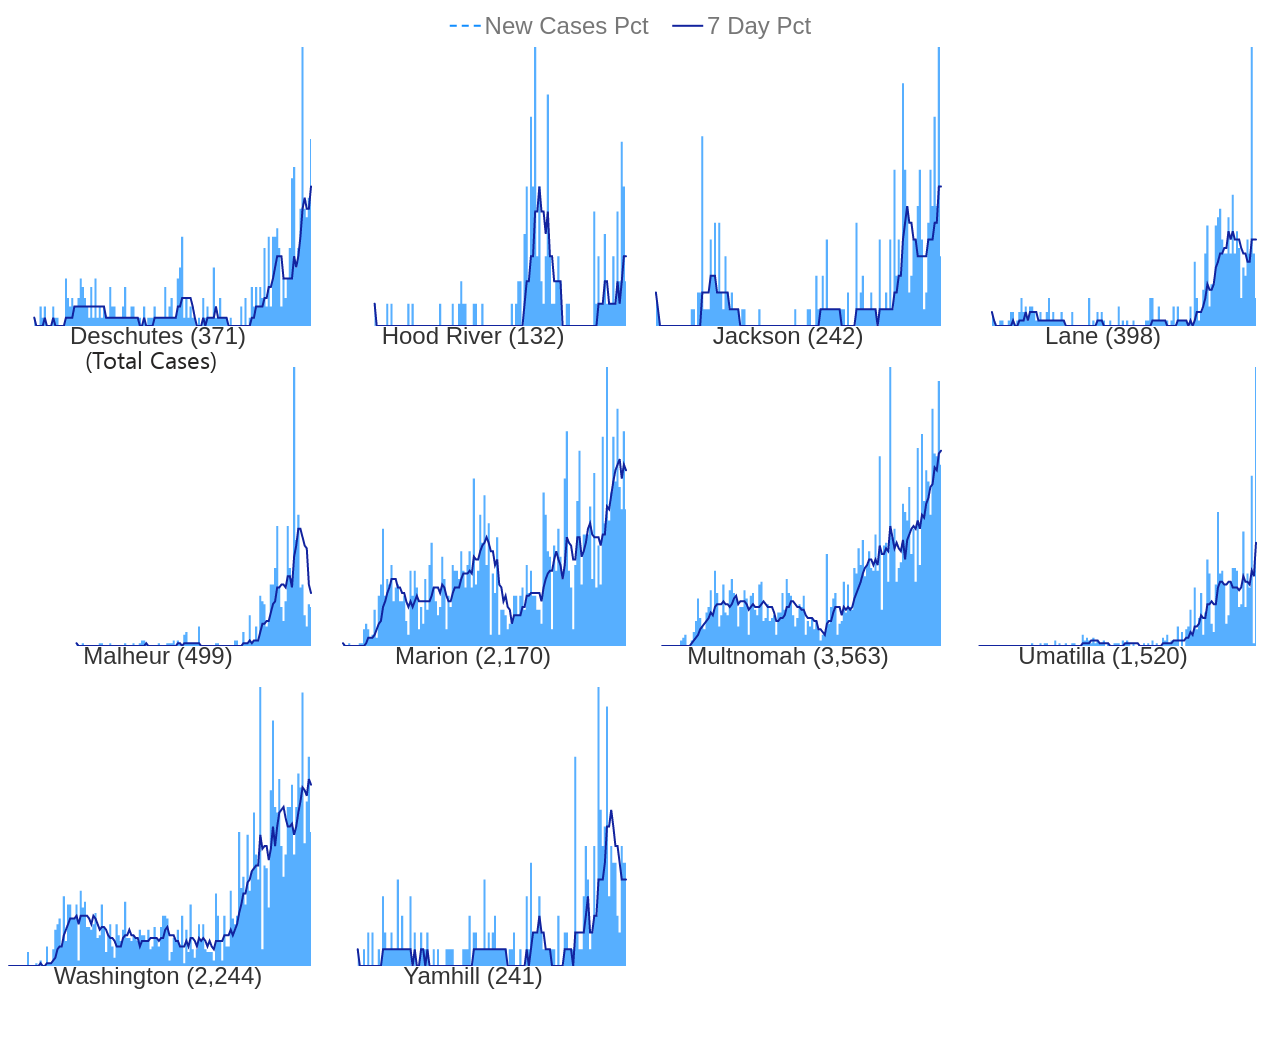 New Cases Pct 7 Day Pct
Deschutes (371) Hood River (132) Jackson (242) Lane (398)
(Total Cases)
Malheur (499) Marion (2,170) Multnomah (3,563) Umatilla (1,520)
Washington (2,244) Yamhill (241)